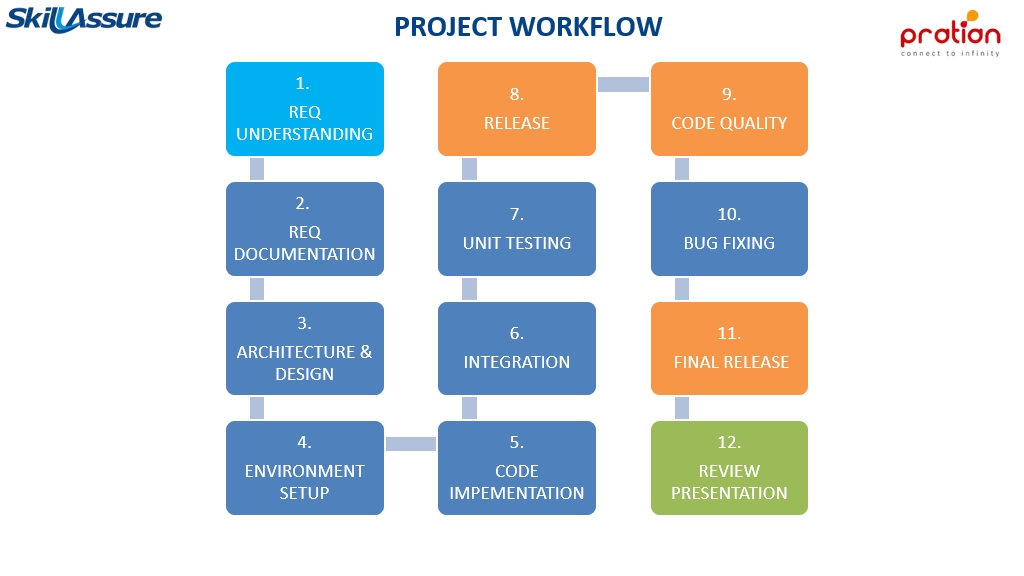 SkillAssure
PROJECT WORKFLOW
pratian
connect to infinity
1.
REQ
UNDERSTANDING
2.
REQ
DOCUMENTATION
3.
ARCHITECTURE &
DESIGN
4.
ENVIRONMENT
SETUP
5.
CODE
IMPEMENTATION
6.
INTEGRATION
7.
UNIT TESTING
8.
RELEASE
9.
CODE QUALITY
10.
BUG FIXING
11.
FINAL RELEASE
12.
REVIEW
PRESENTATION